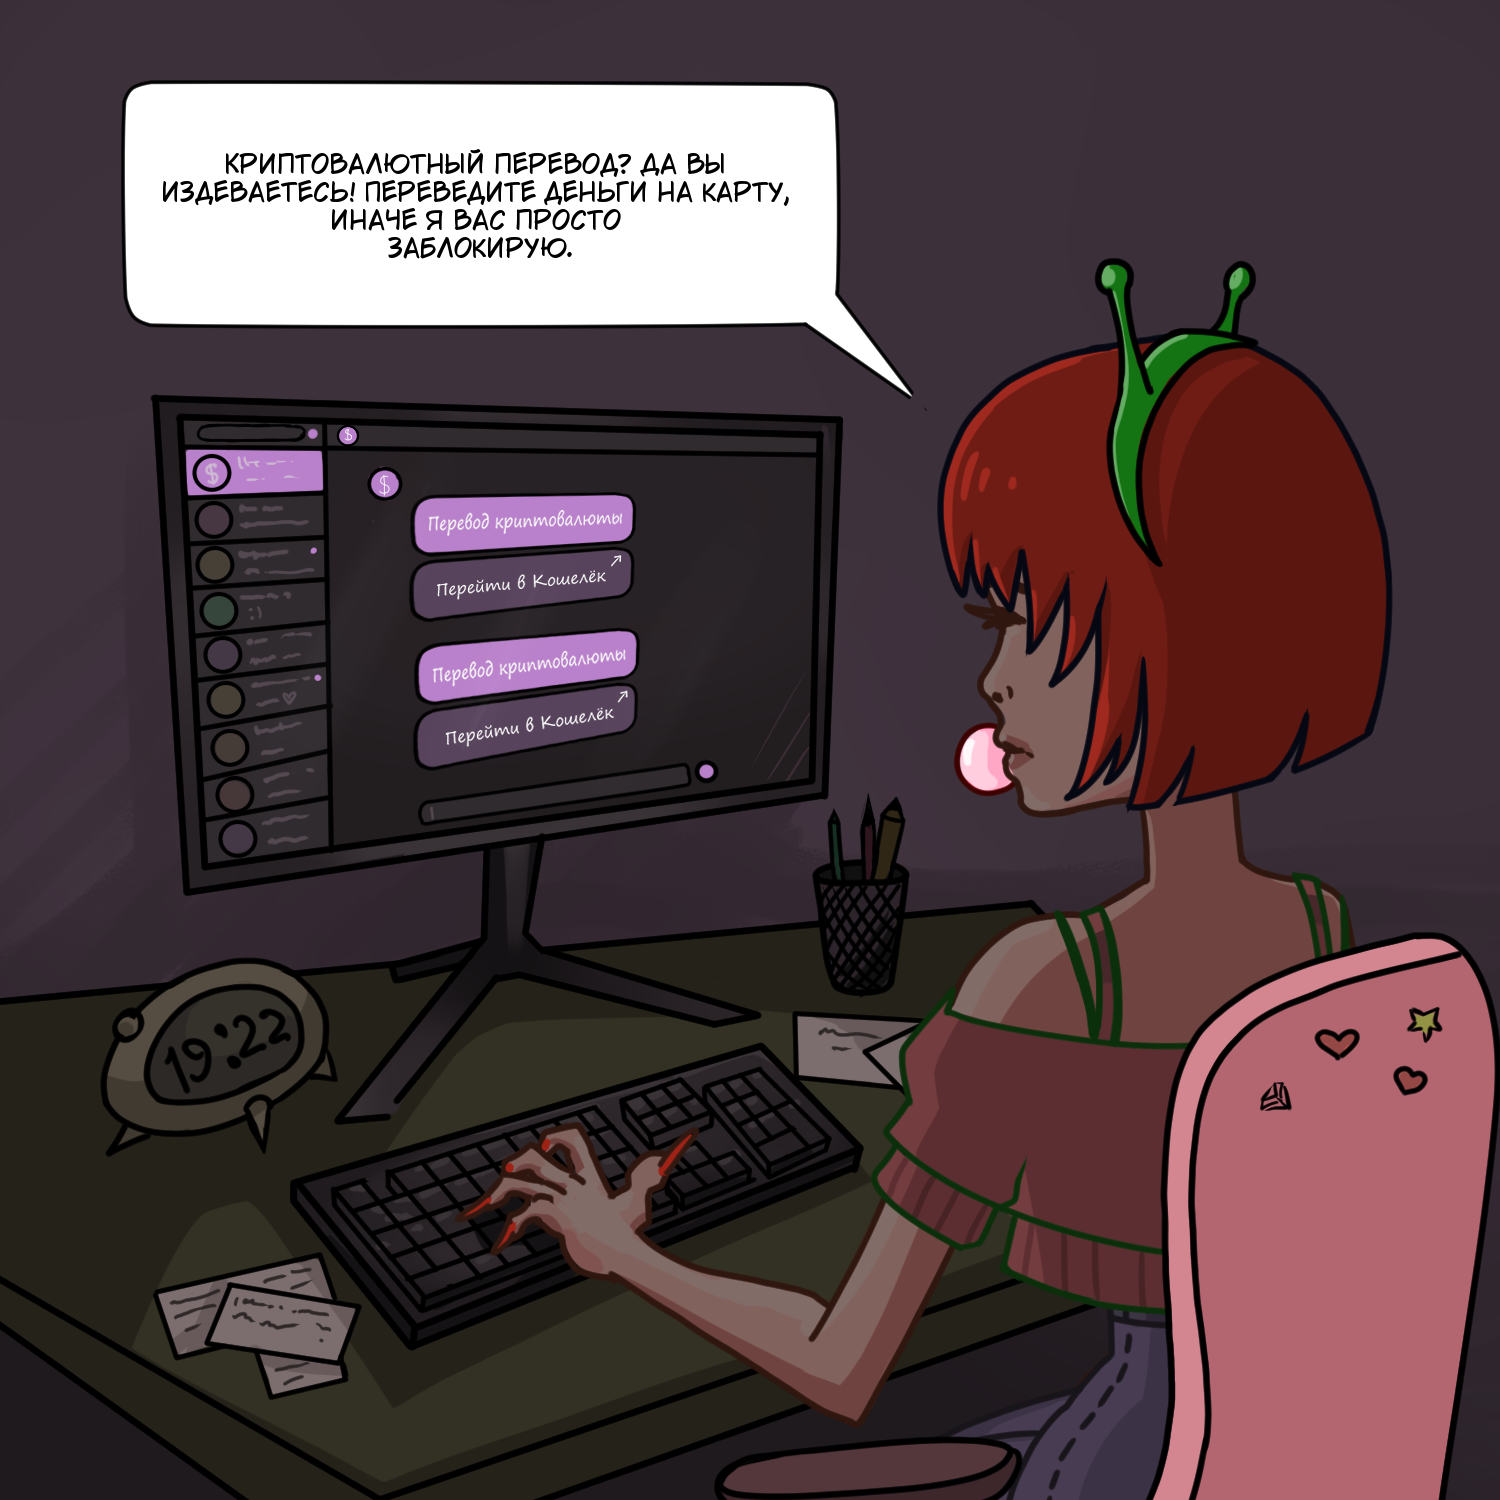 КРИПТОВАЛЮТНЫЙ ПЕРЕВОД? ДА ВЫ
ИЗДЕВАЕТЕСЬ! ПЕРЕВЕДИТЕ ДЕНЬГИ НА КАРТУ,
ИНАЧЕ Я ВАС ПРОСТО
ЗАБЛОКИРУЮ.
$
$
$
Перевод криптовалюты
Перейти в Кошелёк
:)
Перевод криптовалюты
Перейти в Кошелёк
19:22